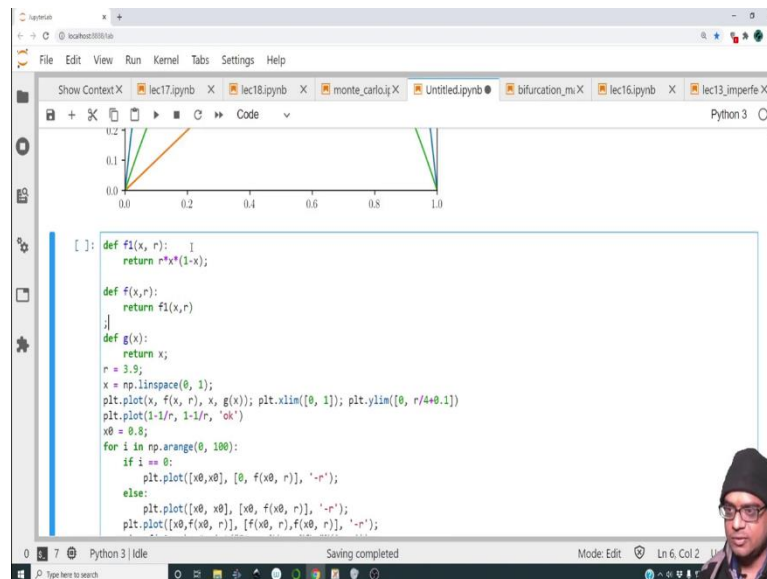 JupyterLab
localhost:8888/lab
File Edit View Run Kernel Tabs Settings Help
Show Context lec17.ipynb lec18.ipynb monte_carlo.i Untitled.ipynb bifurcation_m lec16.ipynb lec13_imperfe
Code Python 3
0.2
0.1
0.0
0.0 0.2 0.4 0.6 0.8 1.0
[ ]: def f1(x, r):
return r*x*(1-x);
def f(x,r):
return f1(x,r)
;
def g(x):
return x;
r = 3.9;
x = np.linspace(0, 1);
plt.plot(x, f(x, r), x, g(x)); plt.xlim([0, 1]); plt.ylim([0, r/4+0.1])
plt.plot(1-1/r, 1-1/r, 'ok')
x0 = 0.8;
for i in np.arange(0, 100):
if i == 0:
plt.plot([x0,x0], [0, f(x0, r)], '-r');
else:
plt.plot([x0, x0], [x0, f(x0, r)], '-r');
plt.plot([x0,f(x0, r)], [f(x0, r),f(x0, r)], '-r');
0 7 Python 3 | Idle Saving completed Mode: Edit Ln 6, Col 2
Type here to search